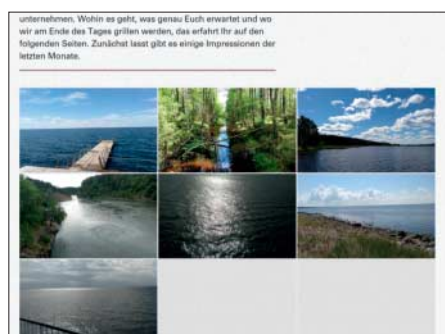 unternehmen. Wohin es geht, was genau Euch erwartet und wo
wir am Ende des Tages grillen werden, das erfahrt Ihr auf den
folgenden Seiten. Zunächst lasst gibt es einige Impressionen der
letzten Monate.